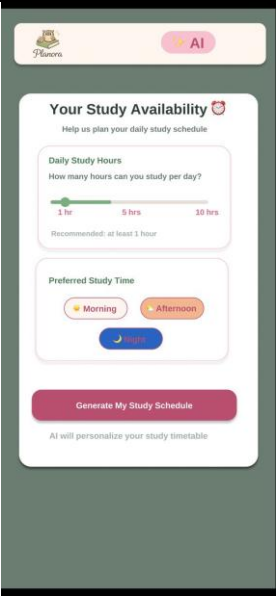 Planora
✨ AI
Your Study Availability ⏰
Help us plan your daily study schedule
Daily Study Hours
How many hours can you study per day?
1 hr 5 hrs 10 hrs
Recommended: at least 1 hour
Preferred Study Time
Morning Afternoon
🌙 Night
Generate My Study Schedule
AI will personalize your study timetable